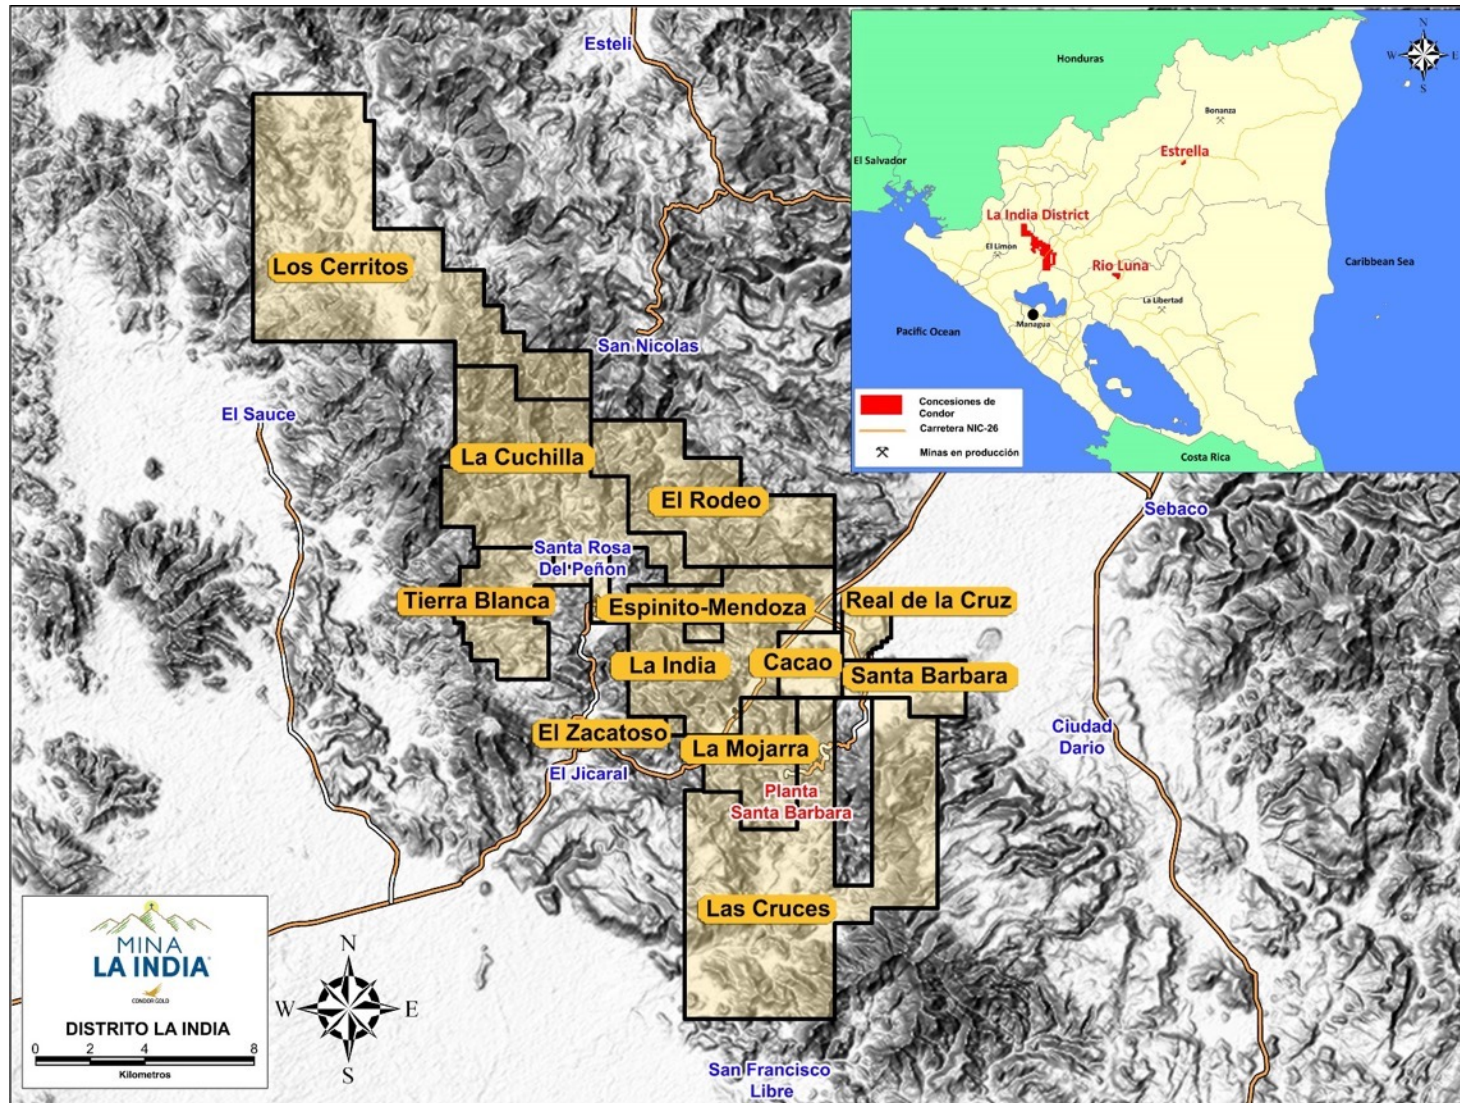 Esteli
Los Cerritos
San Nicolas
El Sauce
La Cuchilla
El Rodeo
Sebaco
Santa Rosa
Del Peñon
Tierra Blanca
Espinito-Mendoza
Real de la Cruz
La India
Cacao
Santa Barbara
El Zacatoso
La Mojarra
Ciudad
Dario
El Jicaral
Planta
Santa Barbara
Las Cruces
San Francisco
Libre
N
W
E
S
MINA
LA INDIA
CONDOR GOLD
DISTRITO LA INDIA
0 2 4 8
Kilometros
Honduras
N
W
E
S
Bonanza
El Salvador
Estrella
La India District
El Limon
Rio Luna
Caribbean Sea
La Libertad
Managua
Pacific Ocean
Costa Rica
Concesiones de
Condor
Carretera NIC-26
Minas en producción